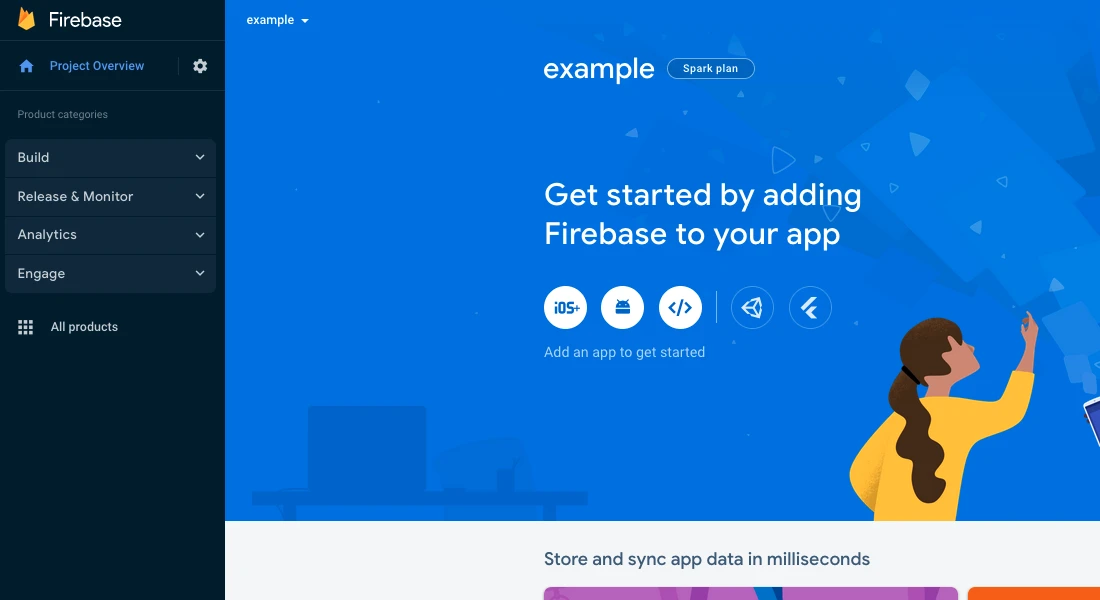 Firebase
Project Overview
Product categories
Build
Release & Monitor
Analytics
Engage
All products
example
example
Spark plan
Get started by adding
Firebase to your app
iOS+
</>
Add an app to get started
Store and sync app data in milliseconds